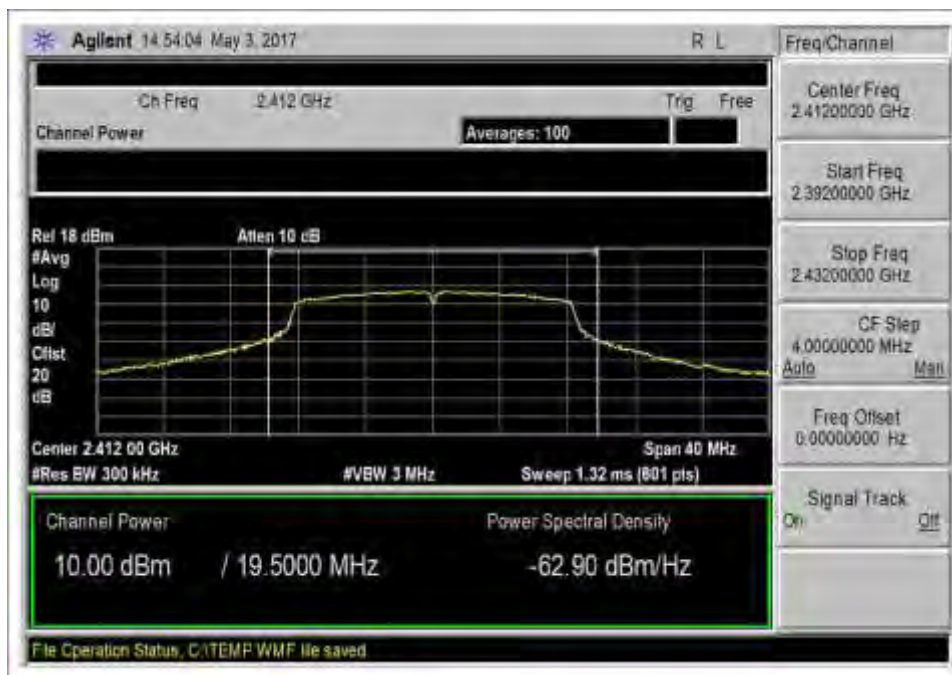 Agilent 14:54:04 May 3, 2017 R L
Freq/Channel
Ch Freq 2.412 GHz Trig Free
Channel Power Averages: 100
Ref 18 dBm Atten 10 dB
#Avg
Log
10
dB/
Offst
20
dB
Center 2.412 00 GHz Span 40 MHz
#Res BW 300 kHz #VBW 3 MHz Sweep 1.32 ms (601 pts)
Channel Power Power Spectral Density
10.00 dBm / 19.5000 MHz -62.90 dBm/Hz
File Operation Status, C:\TEMP.WMF file saved
Center Freq
2.41200000 GHz
Start Freq
2.39200000 GHz
Stop Freq
2.43200000 GHz
CF Step
4.00000000 MHz
Auto Man
Freq Offset
0.00000000 Hz
Signal Track
On Off